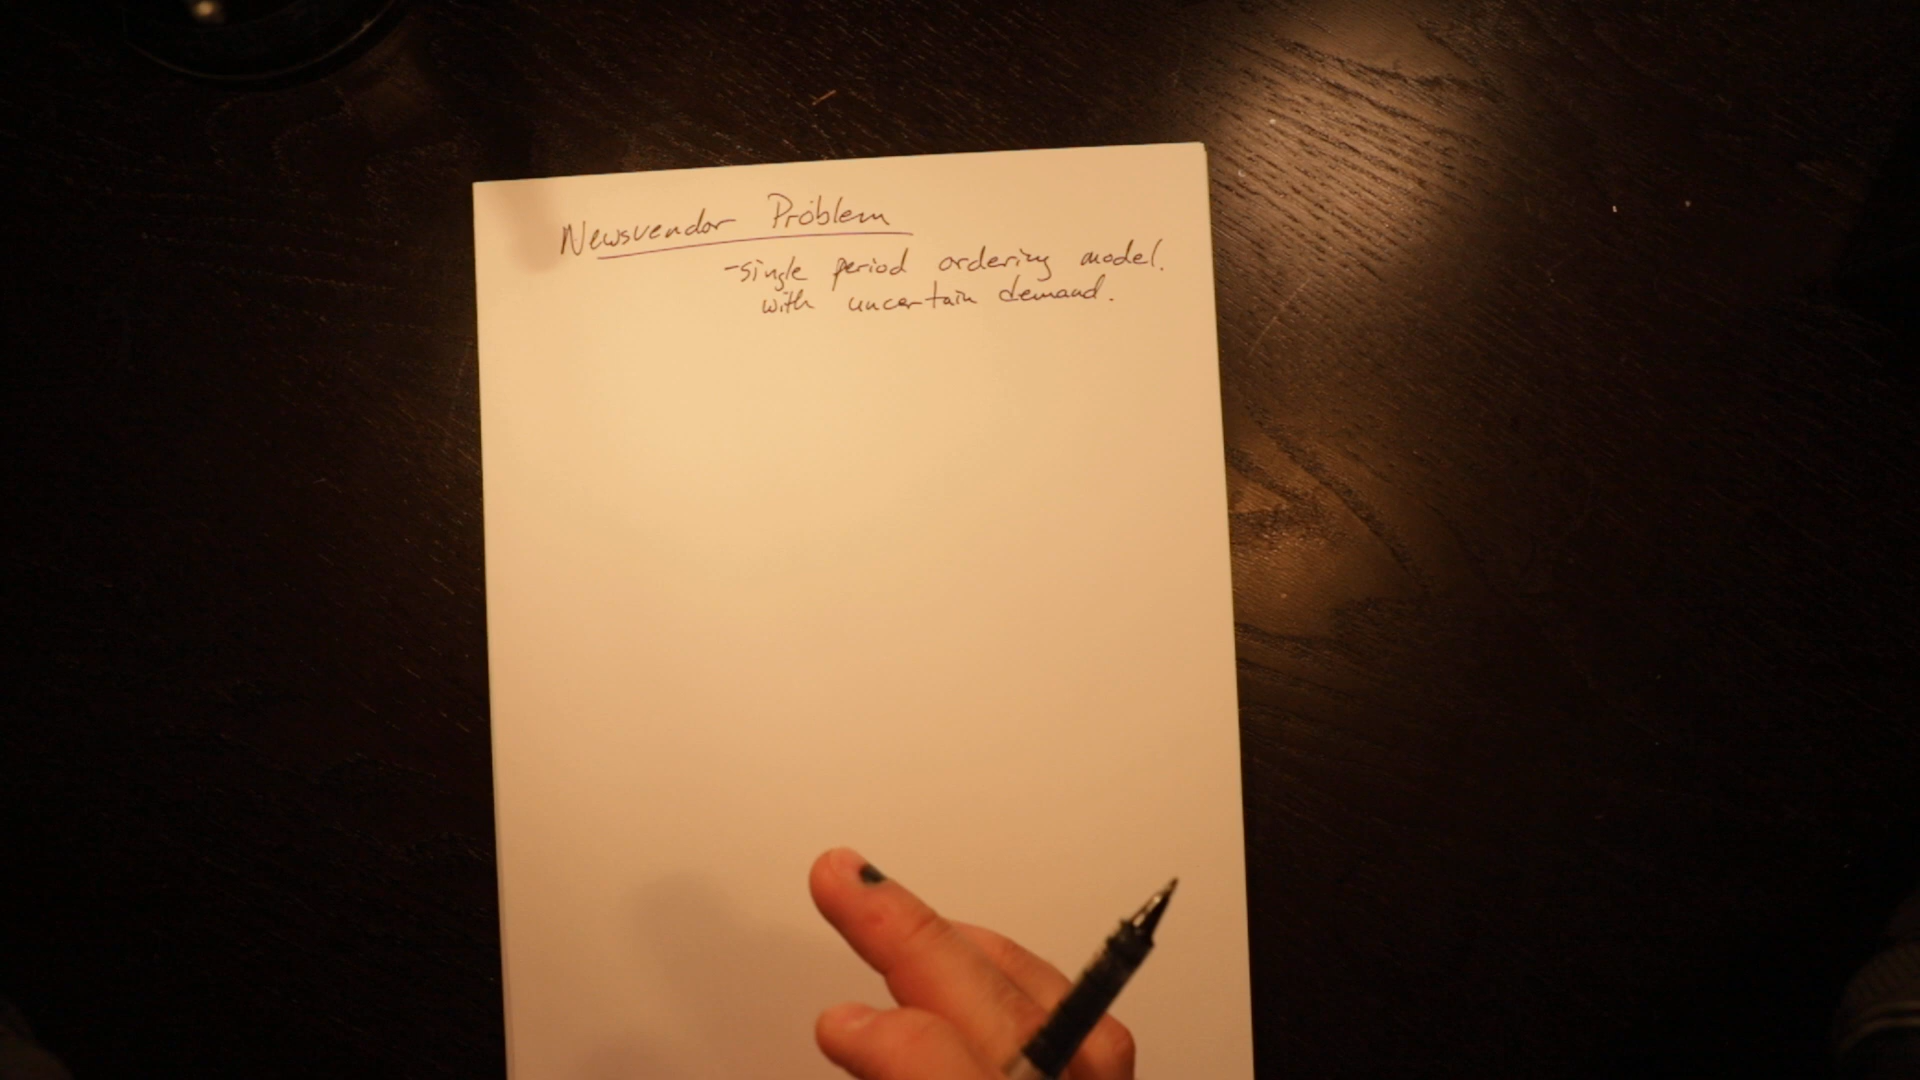 Newsvendor Problem
-single period ordering model.
with uncertain demand.